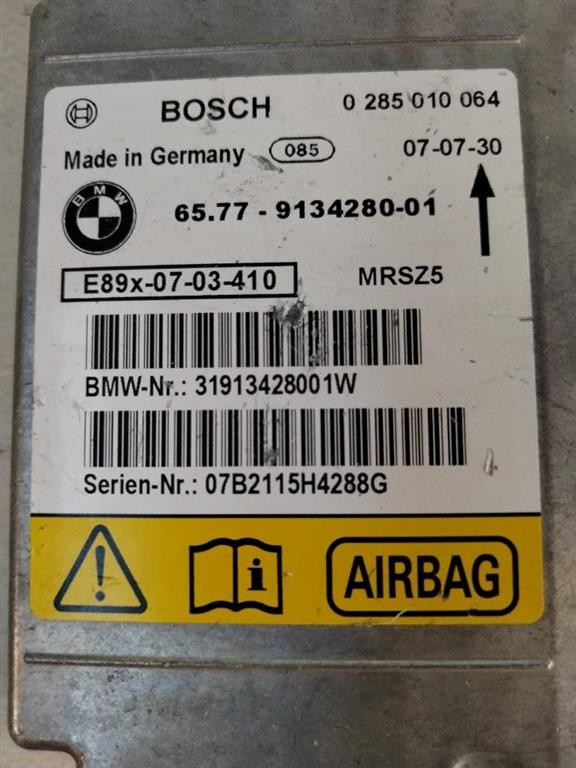 BOSCH 0 285 010 064
Made in Germany 085 07-07-30
BMW
65.77 - 9134280-01
E89x-07-03-410 MRSZ5
BMW-Nr.: 31913428001W
Serien-Nr.: 07B2115H4288G
AIRBAG